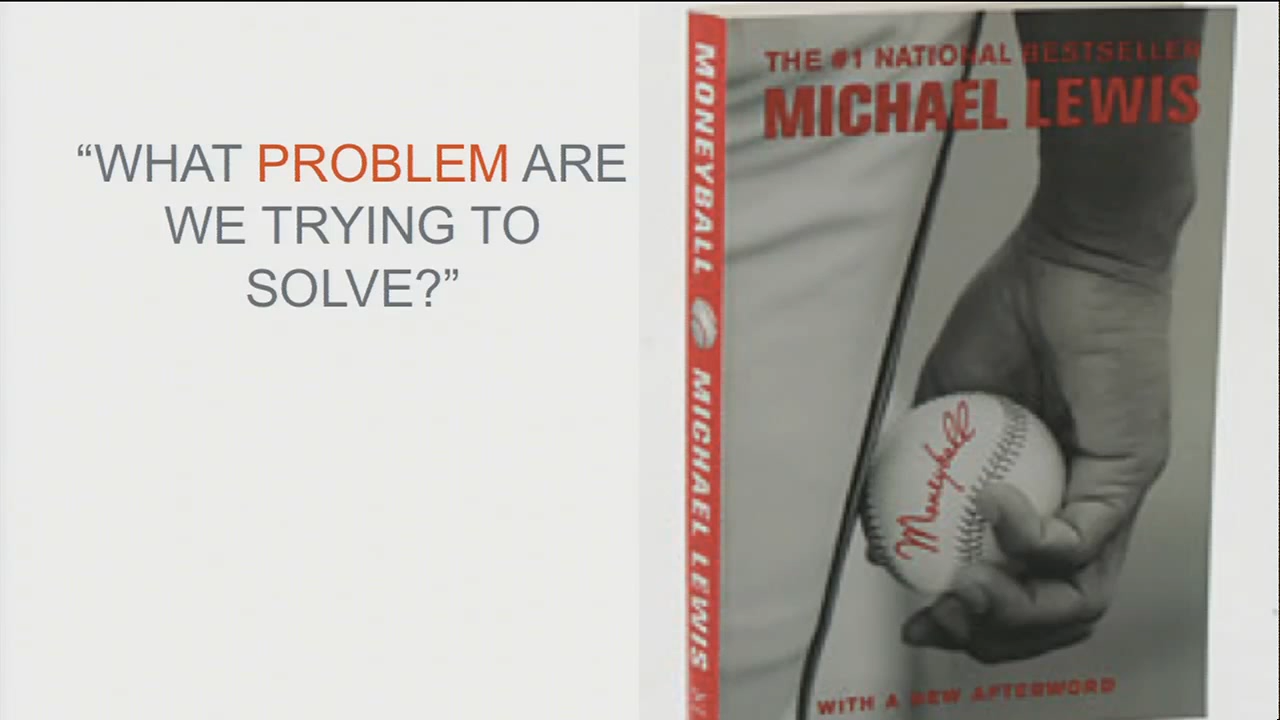 “WHAT PROBLEM ARE
WE TRYING TO
SOLVE?”
MONEYBALL MICHAEL LEWIS
THE #1 NATIONAL BESTSELLER
MICHAEL LEWIS
Moneyball
WITH A NEW AFTERWORD